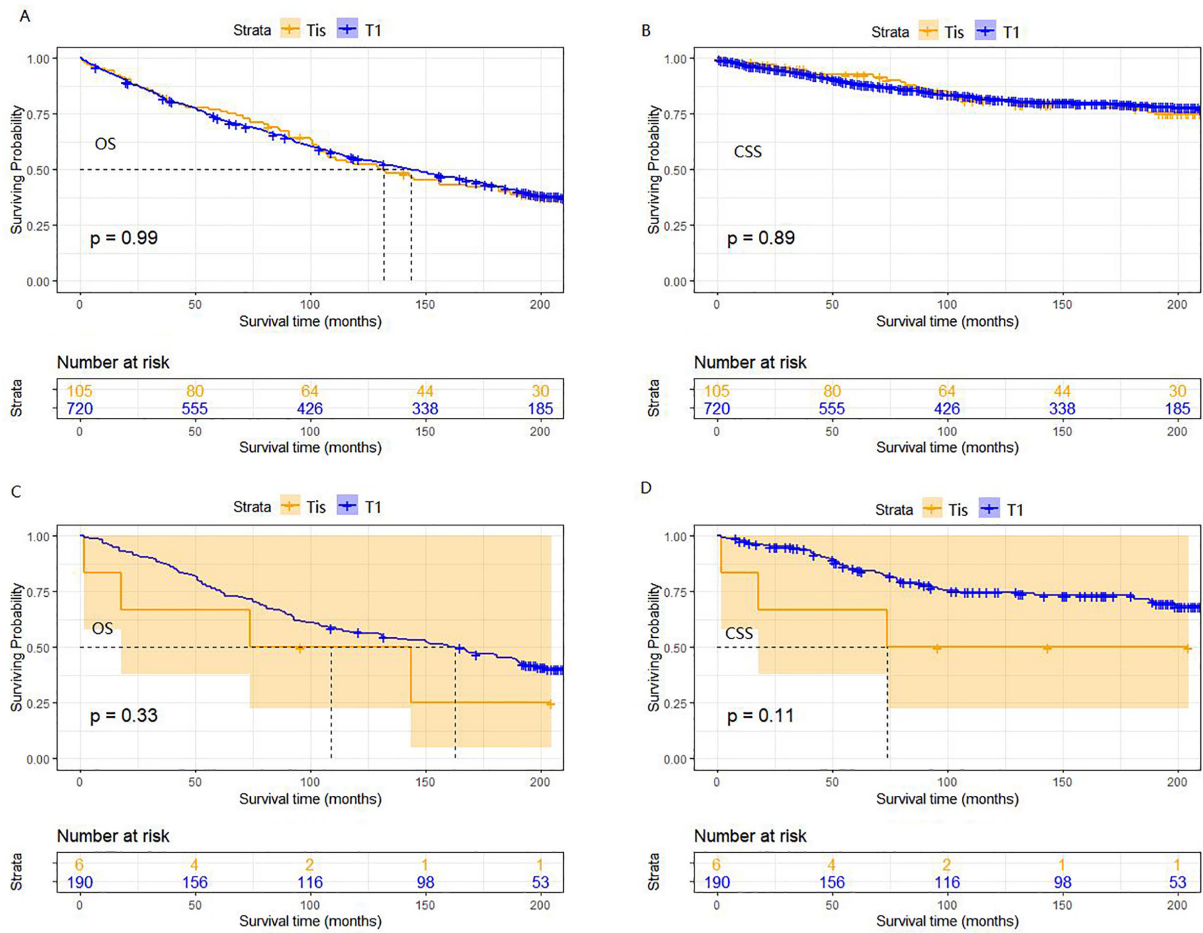 A
Strata Tis T1
Surviving Probability
1.00
0.75
0.50
0.25
0.00
OS
p = 0.99
0 50 100 150 200
Survival time (months)
Number at risk
Strata
105 80 64 44 30
720 555 426 338 185
0 50 100 150 200
Survival time (months)
B
Strata Tis T1
Surviving Probability
1.00
0.75
0.50
0.25
0.00
CSS
p = 0.89
0 50 100 150 200
Survival time (months)
Number at risk
Strata
105 80 64 44 30
720 555 426 338 185
0 50 100 150 200
Survival time (months)
C
Strata Tis T1
Surviving Probability
1.00
0.75
0.50
0.25
0.00
OS
p = 0.33
0 50 100 150 200
Survival time (months)
Number at risk
Strata
6 4 2 1 1
190 156 116 98 53
0 50 100 150 200
Survival time (months)
D
Strata Tis T1
Surviving Probability
1.00
0.75
0.50
0.25
0.00
CSS
p = 0.11
0 50 100 150 200
Survival time (months)
Number at risk
Strata
6 4 2 1 1
190 156 116 98 53
0 50 100 150 200
Survival time (months)